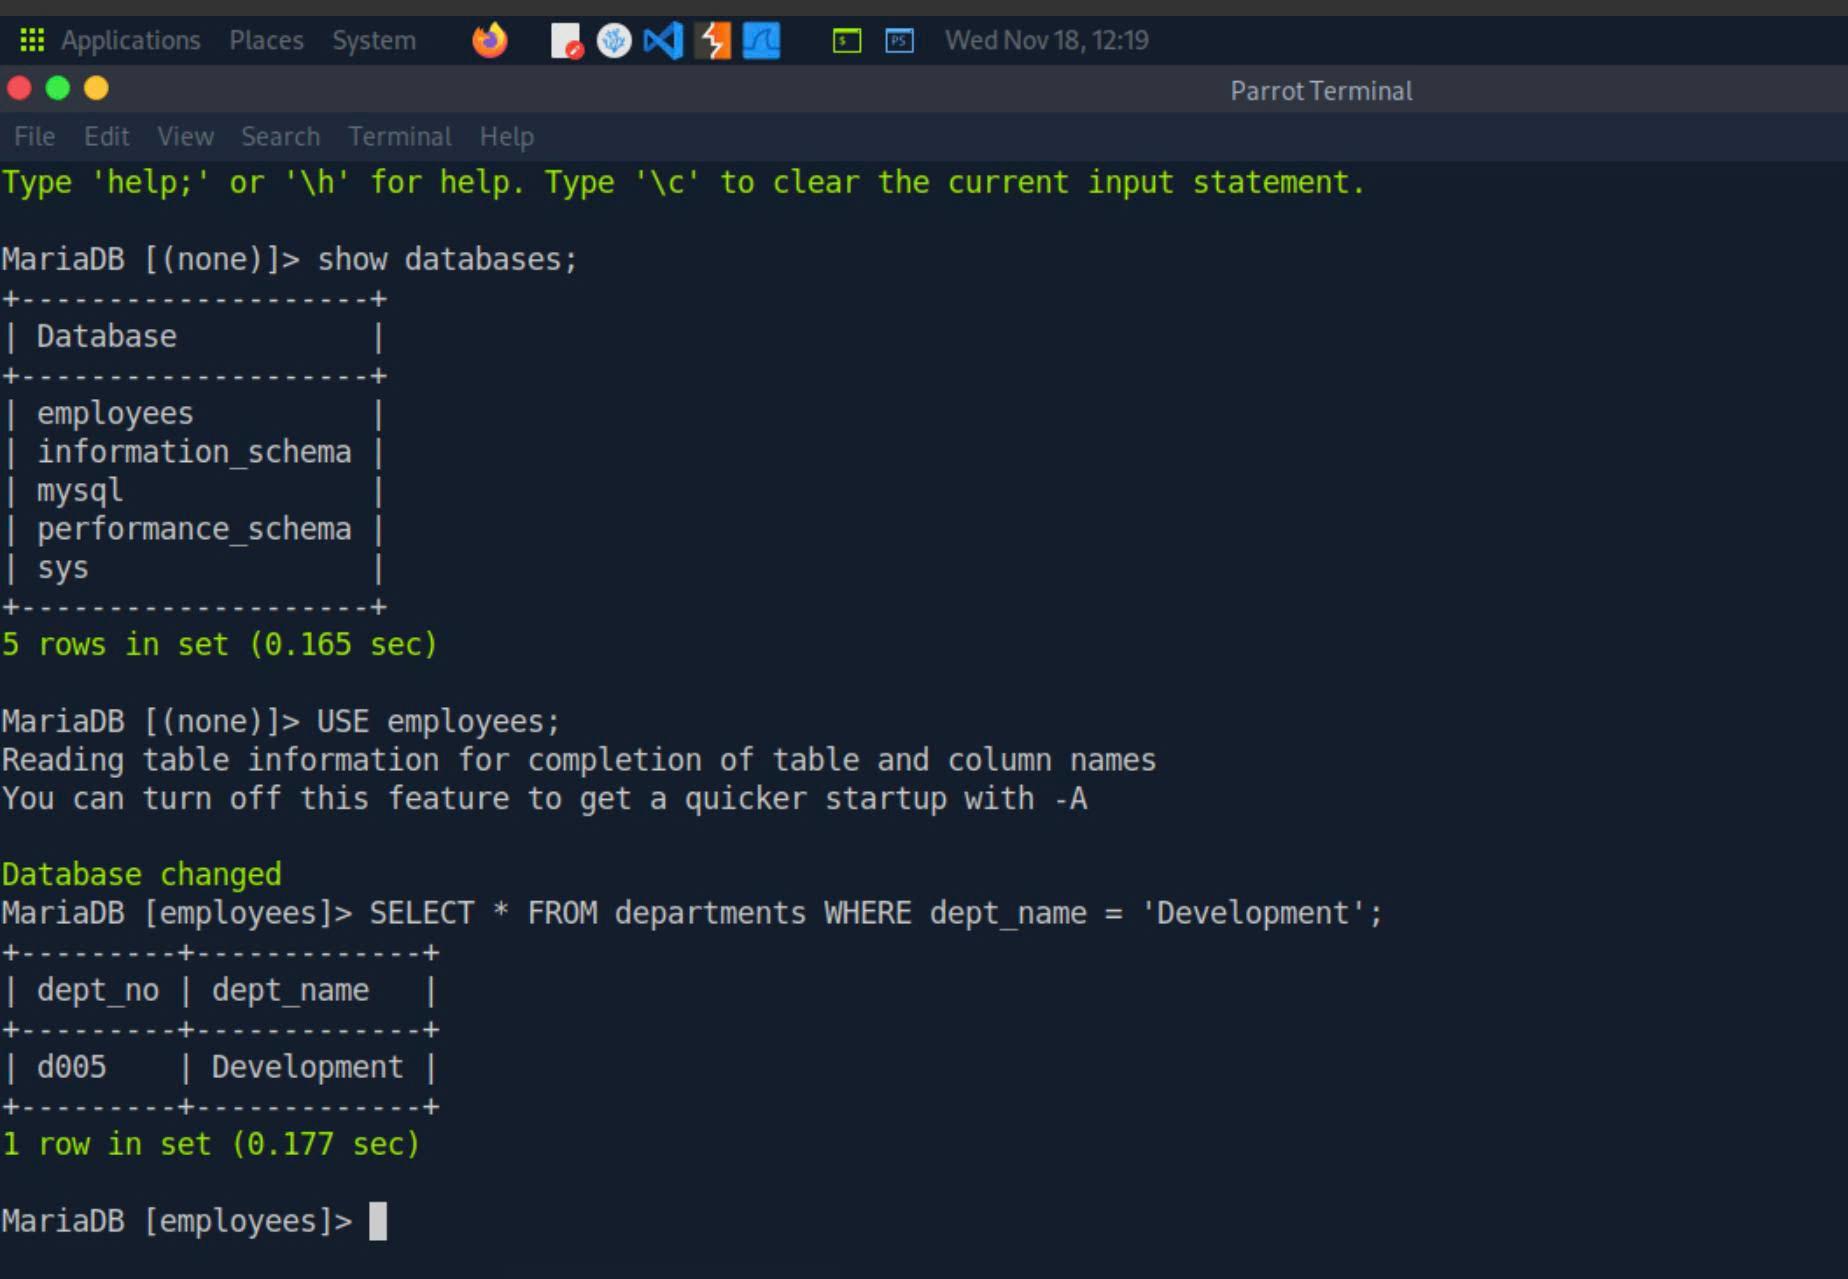 Applications Places System Wed Nov 18, 12:19
Parrot Terminal
File Edit View Search Terminal Help
Type 'help;' or '\h' for help. Type '\c' to clear the current input statement.
MariaDB [(none)]> show databases;
+--------------------+
| Database           |
+--------------------+
| employees          |
| information_schema |
| mysql              |
| performance_schema |
| sys                |
+--------------------+
5 rows in set (0.165 sec)
MariaDB [(none)]> USE employees;
Reading table information for completion of table and column names
You can turn off this feature to get a quicker startup with -A
Database changed
MariaDB [employees]> SELECT * FROM departments WHERE dept_name = 'Development';
+---------+-------------+
| dept_no | dept_name   |
+---------+-------------+
| d005    | Development |
+---------+-------------+
1 row in set (0.177 sec)
MariaDB [employees]>